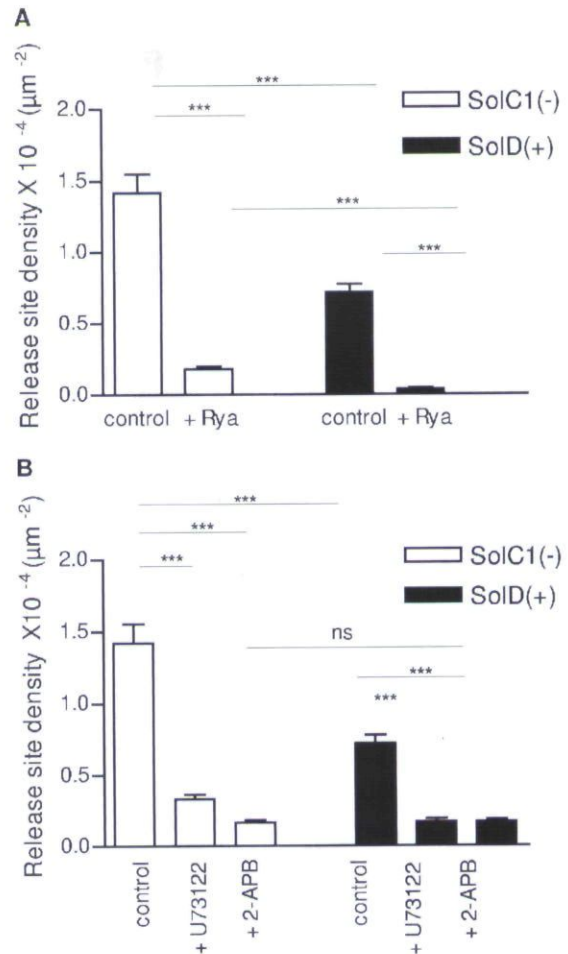 A
Release site density X 10 -4 (µm -2)
2.0
1.5
1.0
0.5
0.0
***
***
***
***
SolC1(-)
SolD(+)
control + Rya
control + Rya
B
Release site density X10 -4 (µm -2)
2.0
1.5
1.0
0.5
0.0
***
***
***
ns
***
***
SolC1(-)
SolD(+)
control
+ U73122
+ 2-APB
control
+ U73122
+ 2-APB